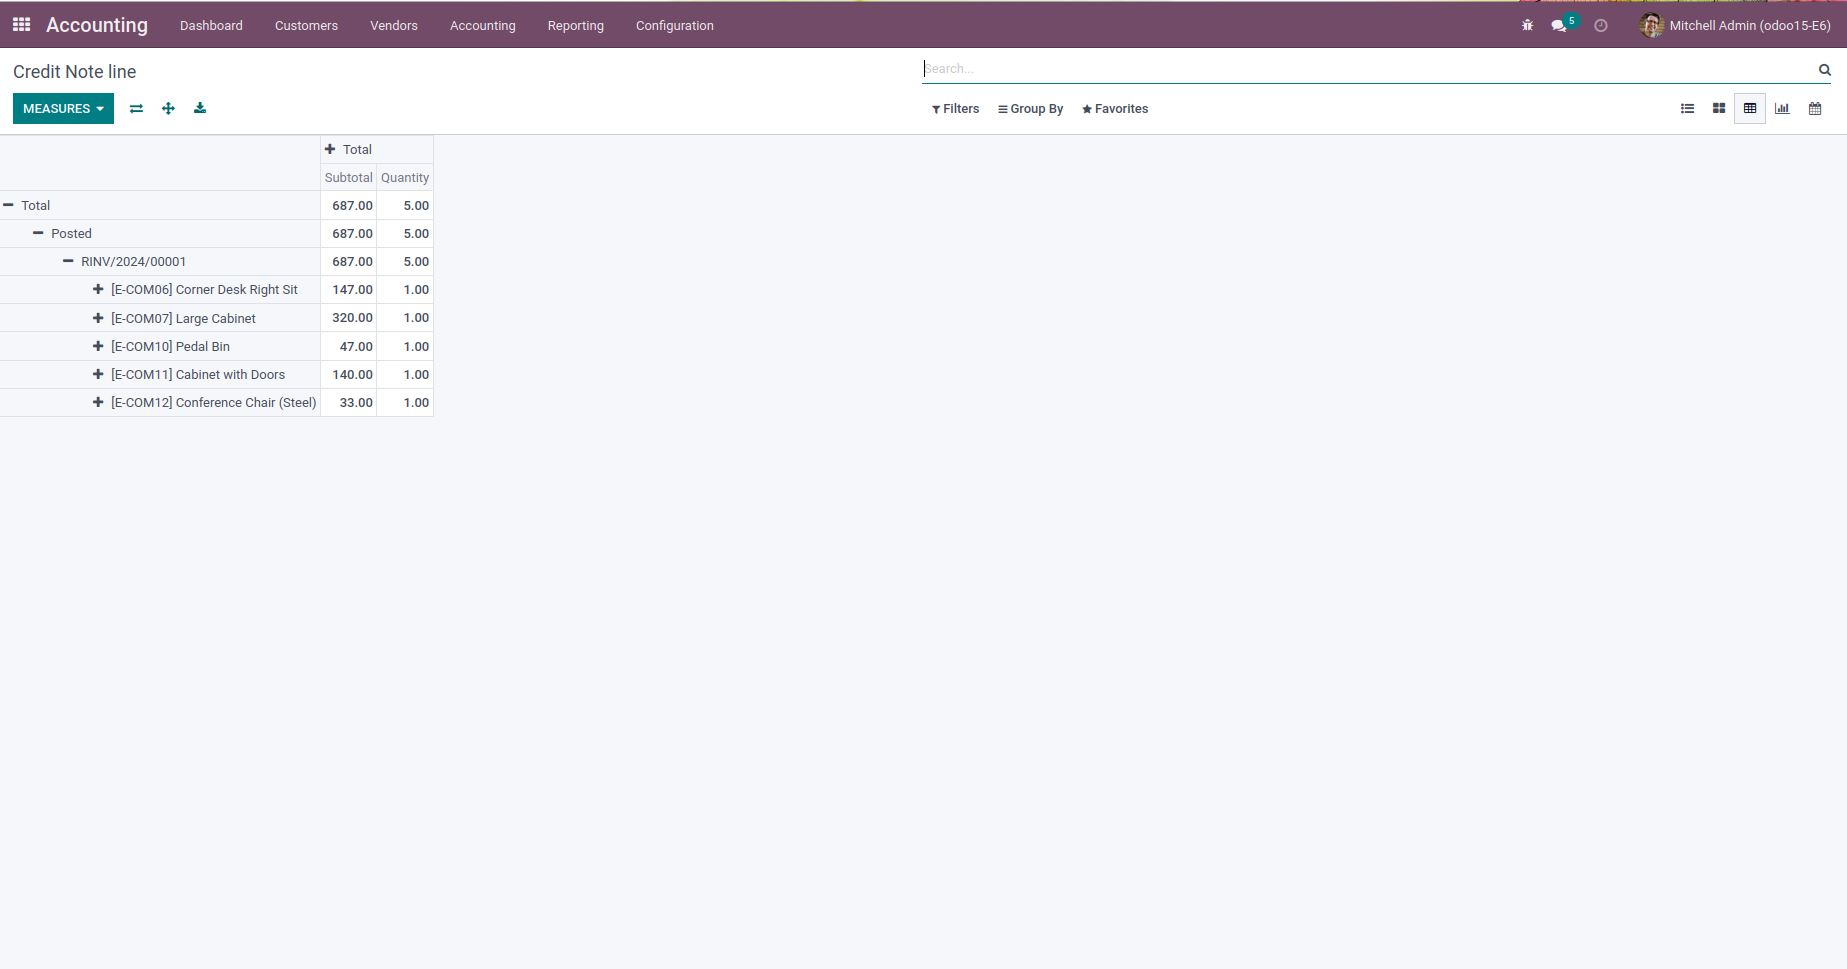 Accounting Dashboard Customers Vendors Accounting Reporting Configuration 5 Mitchell Admin (odoo15-E6)
Credit Note line
Search...
MEASURES Filters Group By Favorites
Total
Subtotal Quantity
Total 687.00 5.00
Posted 687.00 5.00
RINV/2024/00001 687.00 5.00
[E-COM06] Corner Desk Right Sit 147.00 1.00
[E-COM07] Large Cabinet 320.00 1.00
[E-COM10] Pedal Bin 47.00 1.00
[E-COM11] Cabinet with Doors 140.00 1.00
[E-COM12] Conference Chair (Steel) 33.00 1.00